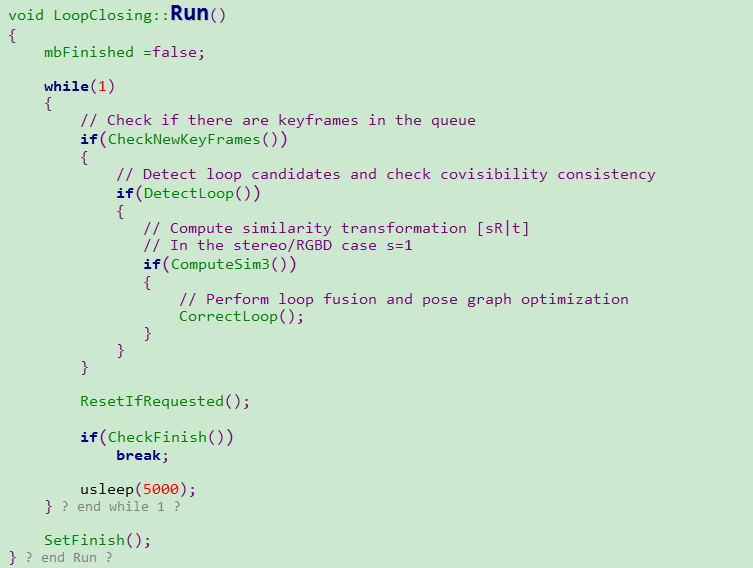 void LoopClosing::Run()
{
    mbFinished =false;

    while(1)
    {
        // Check if there are keyframes in the queue
        if(CheckNewKeyFrames())
        {
            // Detect loop candidates and check covisibility consistency
            if(DetectLoop())
            {
               // Compute similarity transformation [sR|t]
               // In the stereo/RGBD case s=1
               if(ComputeSim3())
               {
                   // Perform loop fusion and pose graph optimization
                   CorrectLoop();
               }
            }
        }

        ResetIfRequested();

        if(CheckFinish())
            break;

        usleep(5000);
    } ? end while 1 ?

    SetFinish();
} ? end Run ?